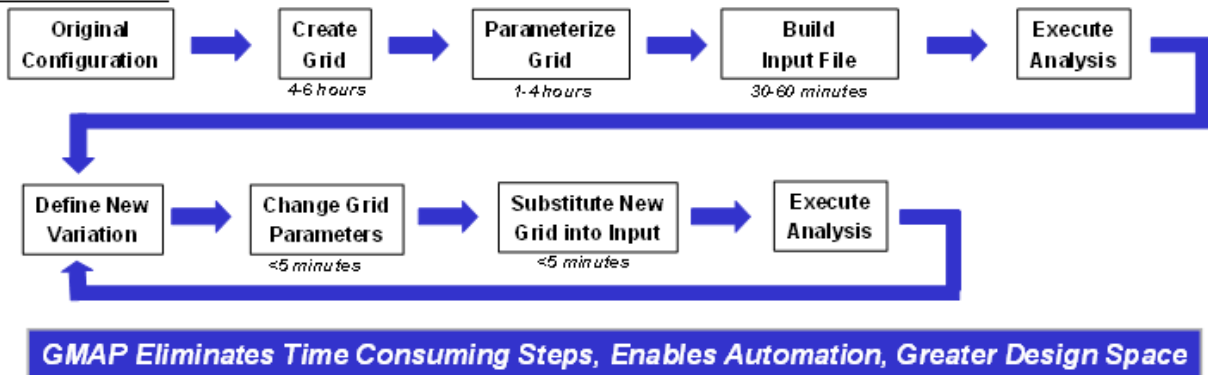 Original
Configuration
Create
Grid
4-6 hours
Parameterize
Grid
1-4 hours
Build
Input File
30-60 minutes
Execute
Analysis
Define New
Variation
Change Grid
Parameters
<5 minutes
Substitute New
Grid into Input
<5 minutes
Execute
Analysis
GMAP Eliminates Time Consuming Steps, Enables Automation, Greater Design Space